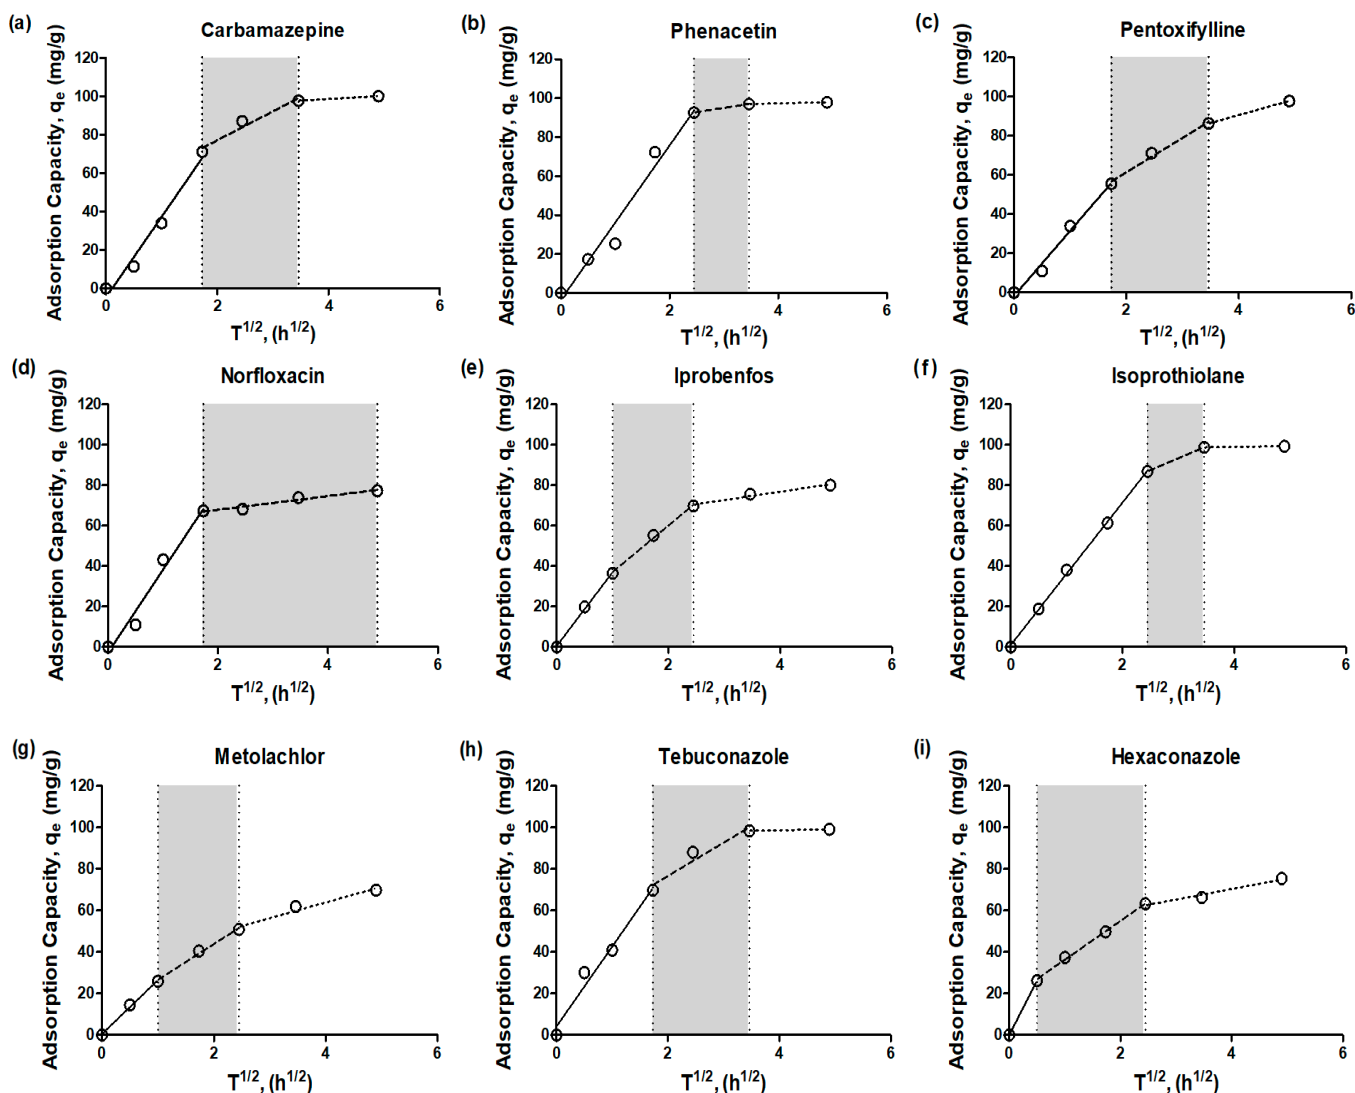 (a)
Carbamazepine
Adsorption Capacity, qe (mg/g)
120
100
80
60
40
20
0
0 2 4 6
T1/2, (h1/2)
(b)
Phenacetin
Adsorption Capacity, qe (mg/g)
120
100
80
60
40
20
0
0 2 4 6
T1/2, (h1/2)
(c)
Pentoxifylline
Adsorption Capacity, qe (mg/g)
120
100
80
60
40
20
0
0 2 4 6
T1/2, (h1/2)
(d)
Norfloxacin
Adsorption Capacity, qe (mg/g)
120
100
80
60
40
20
0
0 2 4 6
T1/2, (h1/2)
(e)
Iprobenfos
Adsorption Capacity, qe (mg/g)
120
100
80
60
40
20
0
0 2 4 6
T1/2, (h1/2)
(f)
Isoprothiolane
Adsorption Capacity, qe (mg/g)
120
100
80
60
40
20
0
0 2 4 6
T1/2, (h1/2)
(g)
Metolachlor
Adsorption Capacity, qe (mg/g)
120
100
80
60
40
20
0
0 2 4 6
T1/2, (h1/2)
(h)
Tebuconazole
Adsorption Capacity, qe (mg/g)
120
100
80
60
40
20
0
0 2 4 6
T1/2, (h1/2)
(i)
Hexaconazole
Adsorption Capacity, qe (mg/g)
120
100
80
60
40
20
0
0 2 4 6
T1/2, (h1/2)